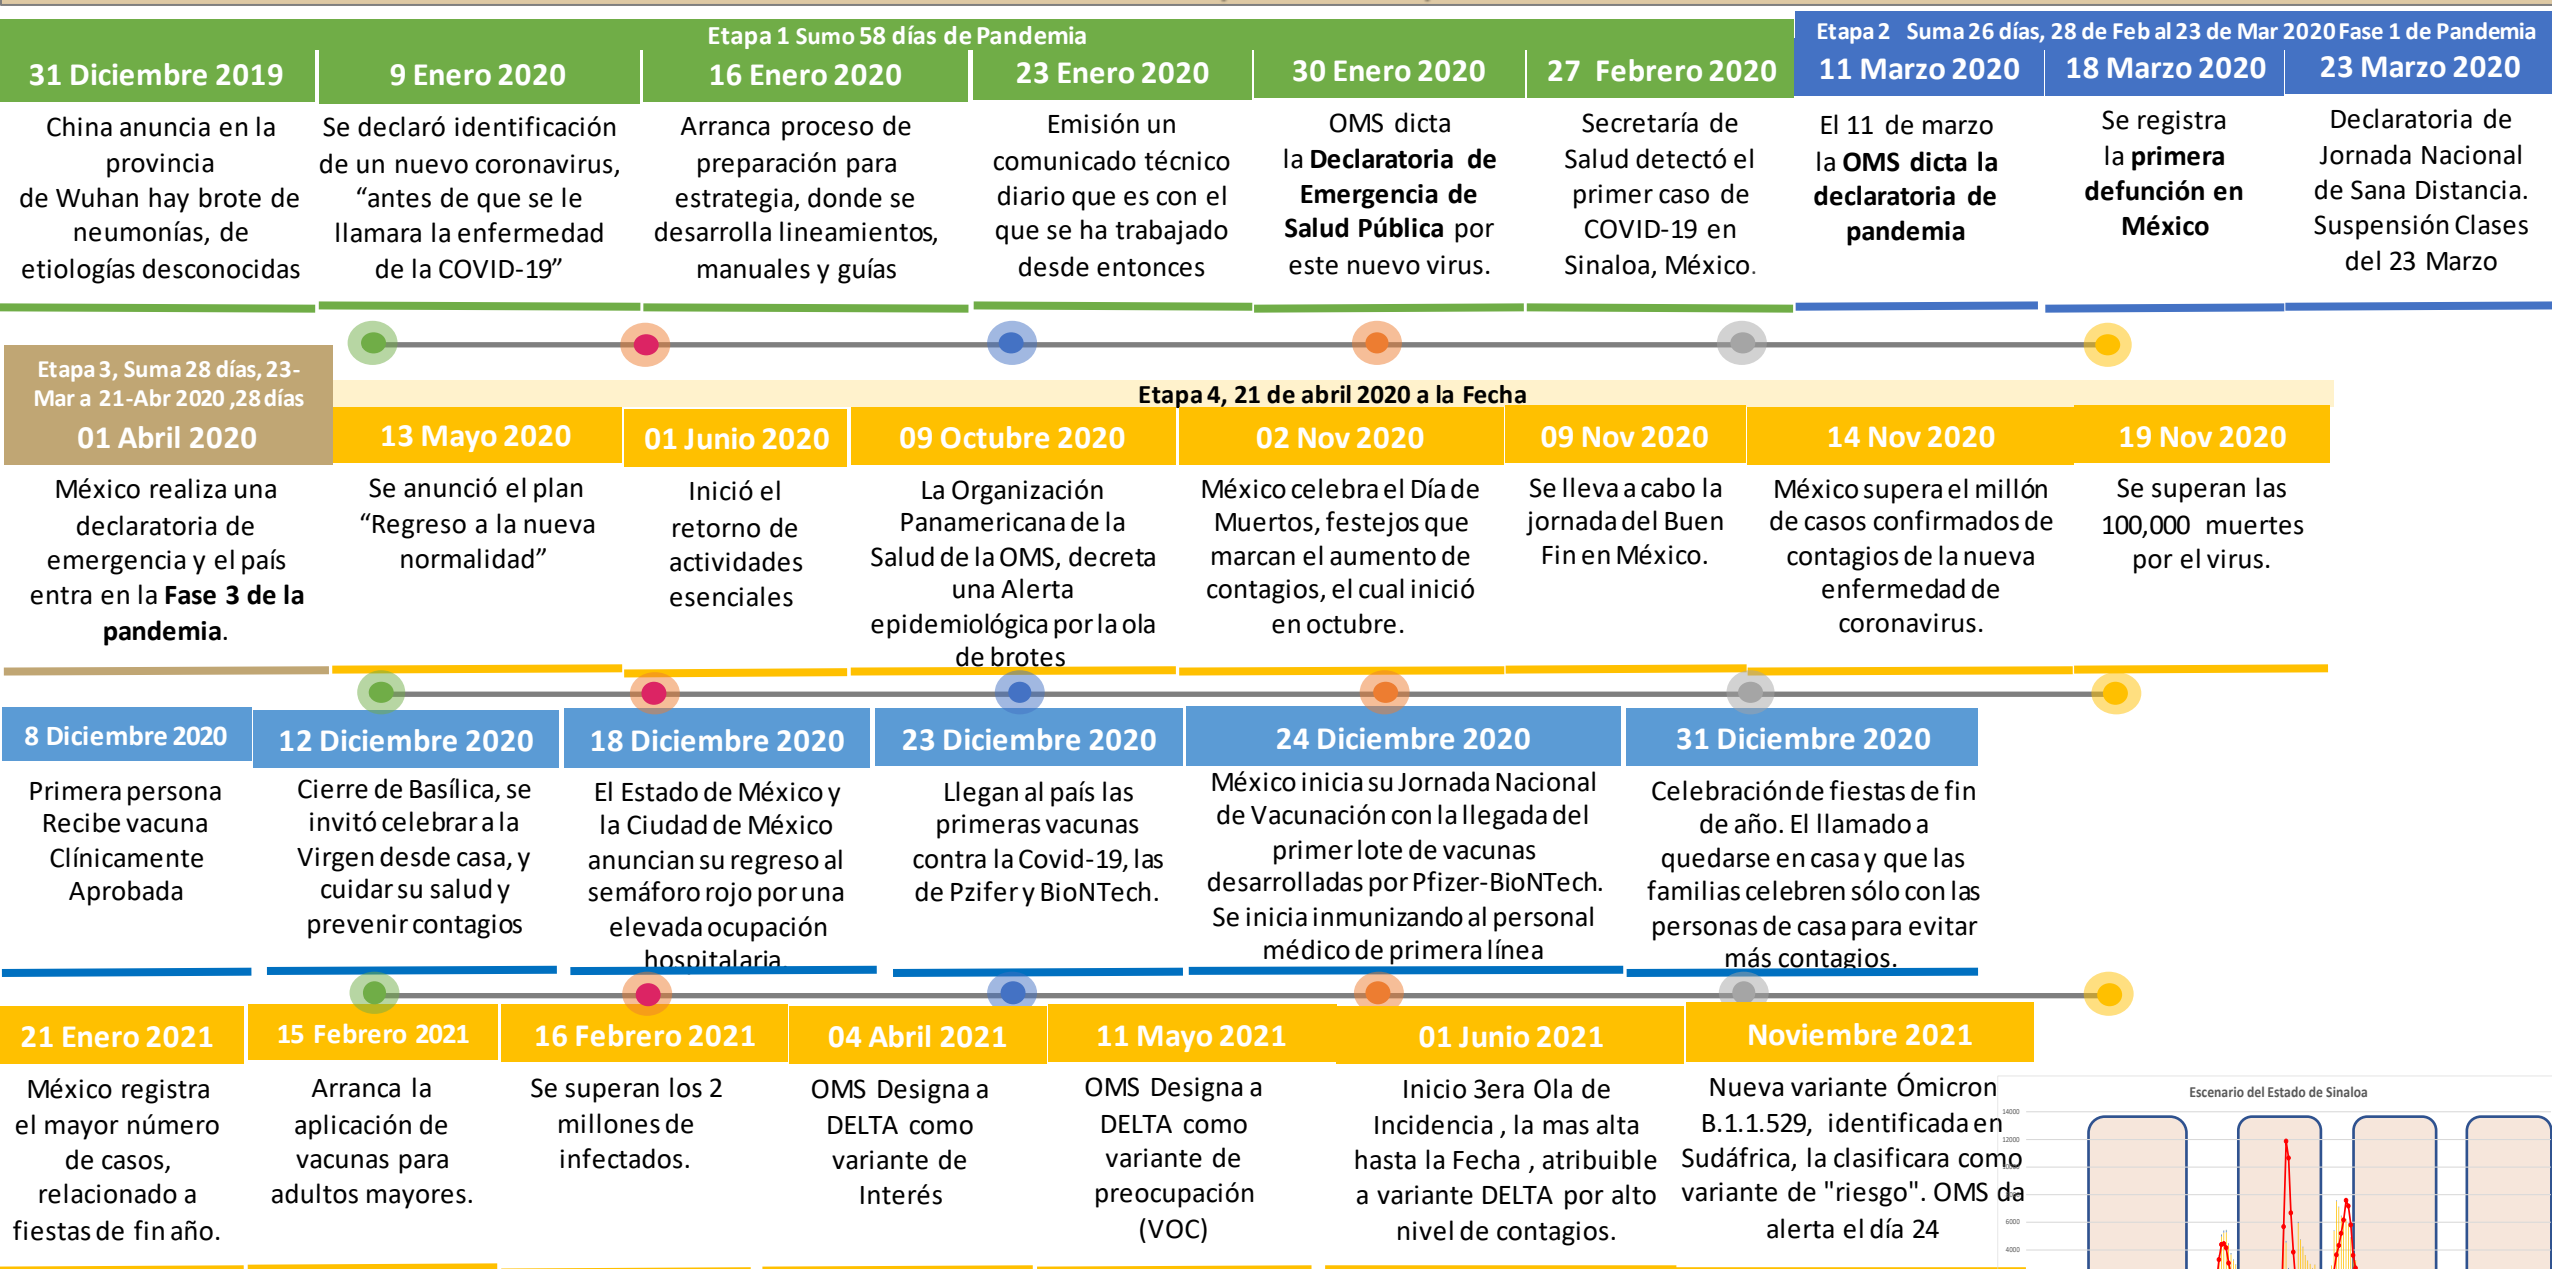 Etapa 1 Sumo 58 días de Pandemia
Etapa 2 Suma 26 días, 28 de Feb al 23 de Mar 2020 Fase 1 de Pandemia
31 Diciembre 2019
China anuncia en la
provincia
de Wuhan hay brote de
neumonías, de
etiologías desconocidas
9 Enero 2020
Se declaró identificación
de un nuevo coronavirus,
“antes de que se le
llamara la enfermedad
de la COVID-19”
16 Enero 2020
Arranca proceso de
preparación para
estrategia, donde se
desarrolla lineamientos,
manuales y guías
23 Enero 2020
Emisión un
comunicado técnico
diario que es con el
que se ha trabajado
desde entonces
30 Enero 2020
OMS dicta
la Declaratoria de
Emergencia de
Salud Pública por
este nuevo virus.
27 Febrero 2020
Secretaría de
Salud detectó el
primer caso de
COVID-19 en
Sinaloa, México.
11 Marzo 2020
El 11 de marzo
la OMS dicta la
declaratoria de
pandemia
18 Marzo 2020
Se registra
la primera
defunción en
México
23 Marzo 2020
Declaratoria de
Jornada Nacional
de Sana Distancia.
Suspensión Clases
del 23 Marzo
Etapa 3, Suma 28 días, 23-
Mar a 21-Abr 2020 ,28 días
01 Abril 2020
México realiza una
declaratoria de
emergencia y el país
entra en la Fase 3 de la
pandemia.
Etapa 4, 21 de abril 2020 a la Fecha
13 Mayo 2020
Se anunció el plan
“Regreso a la nueva
normalidad”
01 Junio 2020
Inició el
retorno de
actividades
esenciales
09 Octubre 2020
La Organización
Panamericana de la
Salud de la OMS, decreta
una Alerta
epidemiológica por la ola
de brotes
02 Nov 2020
México celebra el Día de
Muertos, festejos que
marcan el aumento de
contagios, el cual inició
en octubre.
09 Nov 2020
Se lleva a cabo la
jornada del Buen
Fin en México.
14 Nov 2020
México supera el millón
de casos confirmados de
contagios de la nueva
enfermedad de
coronavirus.
19 Nov 2020
Se superan las
100,000 muertes
por el virus.
8 Diciembre 2020
Primera persona
Recibe vacuna
Clínicamente
Aprobada
12 Diciembre 2020
Cierre de Basílica, se
invitó celebrar a la
Virgen desde casa, y
cuidar su salud y
prevenir contagios
18 Diciembre 2020
El Estado de México y
la Ciudad de México
anuncian su regreso al
semáforo rojo por una
elevada ocupación
hospitalaria.
23 Diciembre 2020
Llegan al país las
primeras vacunas
contra la Covid-19, las
de Pzifer y BioNTech.
24 Diciembre 2020
México inicia su Jornada Nacional
de Vacunación con la llegada del
primer lote de vacunas
desarrolladas por Pfizer-BioNTech.
Se inicia inmunizando al personal
médico de primera línea
31 Diciembre 2020
Celebración de fiestas de fin
de año. El llamado a
quedarse en casa y que las
familias celebren sólo con las
personas de casa para evitar
más contagios.
21 Enero 2021
México registra
el mayor número
de casos,
relacionado a
fiestas de fin año.
15 Febrero 2021
Arranca la
aplicación de
vacunas para
adultos mayores.
16 Febrero 2021
Se superan los 2
millones de
infectados.
04 Abril 2021
OMS Designa a
DELTA como
variante de
Interés
11 Mayo 2021
OMS Designa a
DELTA como
variante de
preocupación
(VOC)
01 Junio 2021
Inicio 3era Ola de
Incidencia , la mas alta
hasta la Fecha , atribuible
a variante DELTA por alto
nivel de contagios.
Noviembre 2021
Nueva variante Ómicron
B.1.1.529, identificada en
Sudáfrica, la clasificara como
variante de "riesgo". OMS da
alerta el día 24
Escenario del Estado de Sinaloa
14000
12000
6000
4000